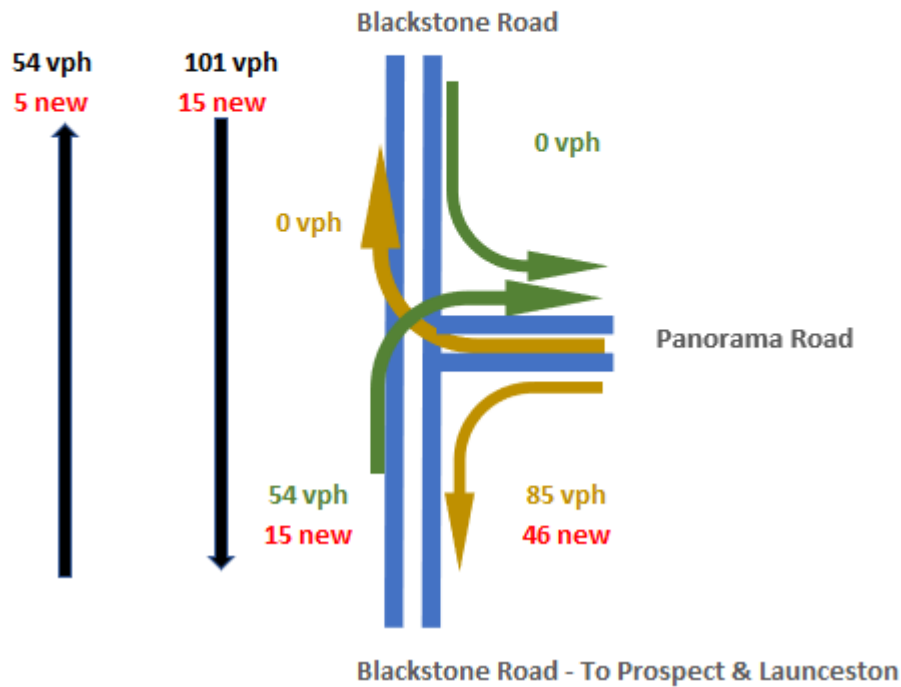 Blackstone Road
54 vph
5 new
101 vph
15 new
0 vph
0 vph
Panorama Road
54 vph
15 new
85 vph
46 new
Blackstone Road - To Prospect & Launceston